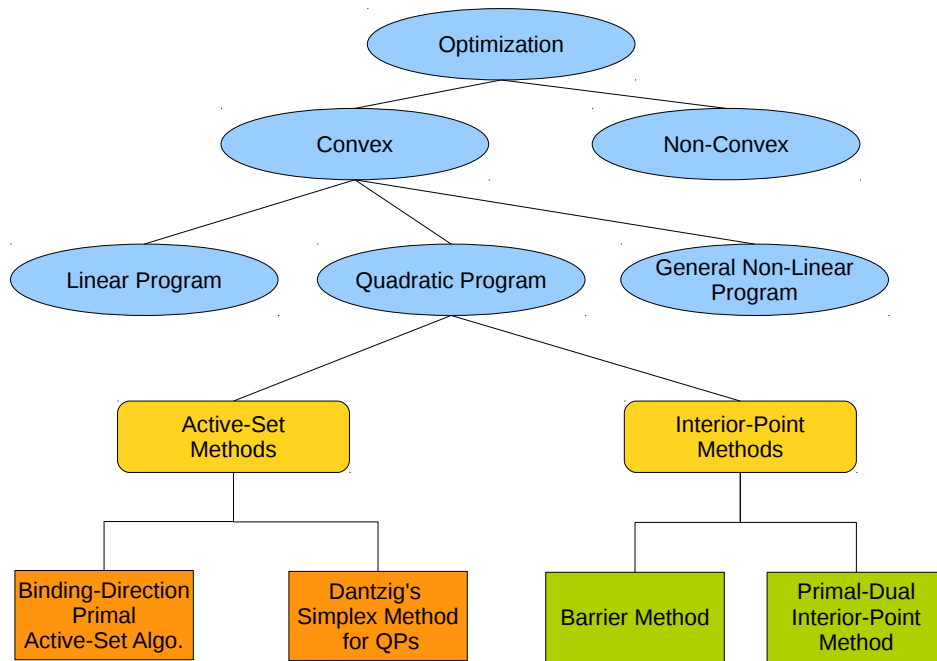 Optimization
Convex
Non-Convex
Linear Program
Quadratic Program
General Non-Linear
Program
Active-Set
Methods
Interior-Point
Methods
Binding-Direction
Primal
Active-Set Algo.
Dantzig's
Simplex Method
for QPs
Barrier Method
Primal-Dual
Interior-Point
Method